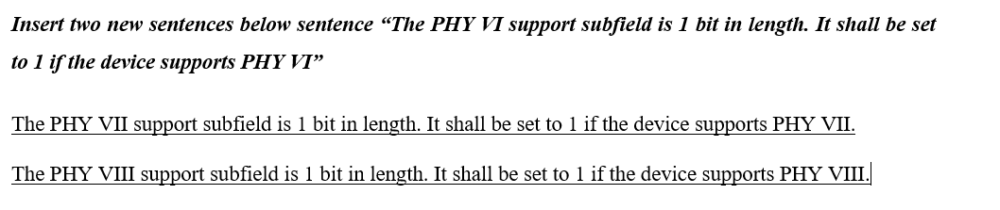 Insert two new sentences below sentence “The PHY VI support subfield is 1 bit in length. It shall be set
to 1 if the device supports PHY VI”
The PHY VII support subfield is 1 bit in length. It shall be set to 1 if the device supports PHY VII.
The PHY VIII support subfield is 1 bit in length. It shall be set to 1 if the device supports PHY VIII.